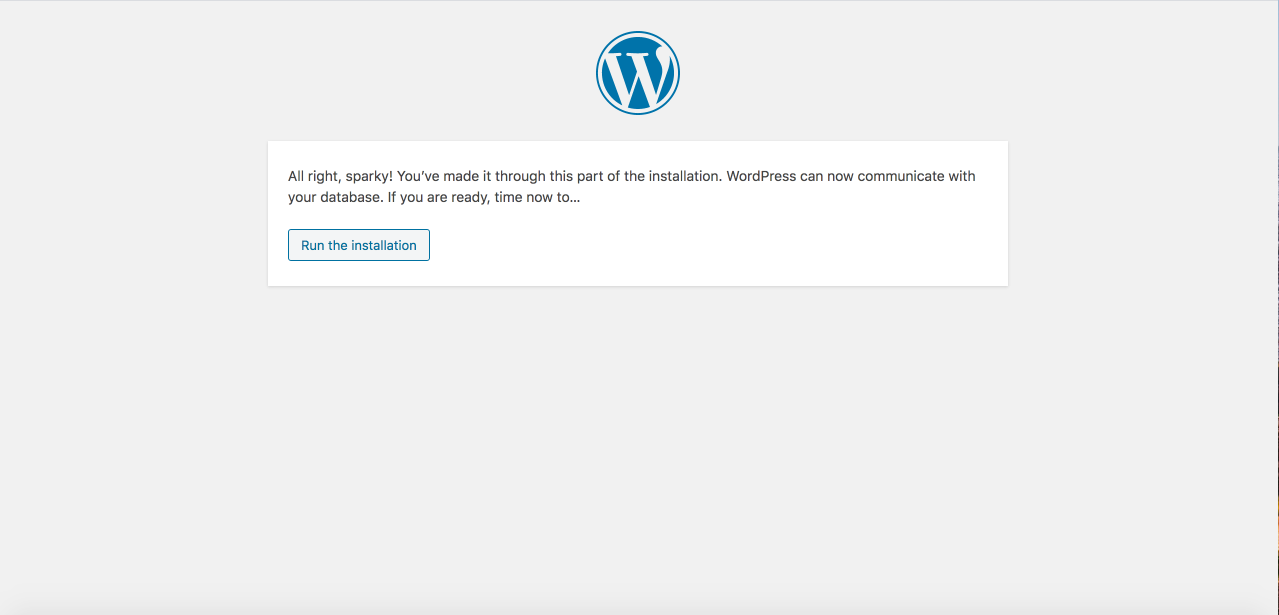 All right, sparky! You’ve made it through this part of the installation. WordPress can now communicate with
your database. If you are ready, time now to…
Run the installation